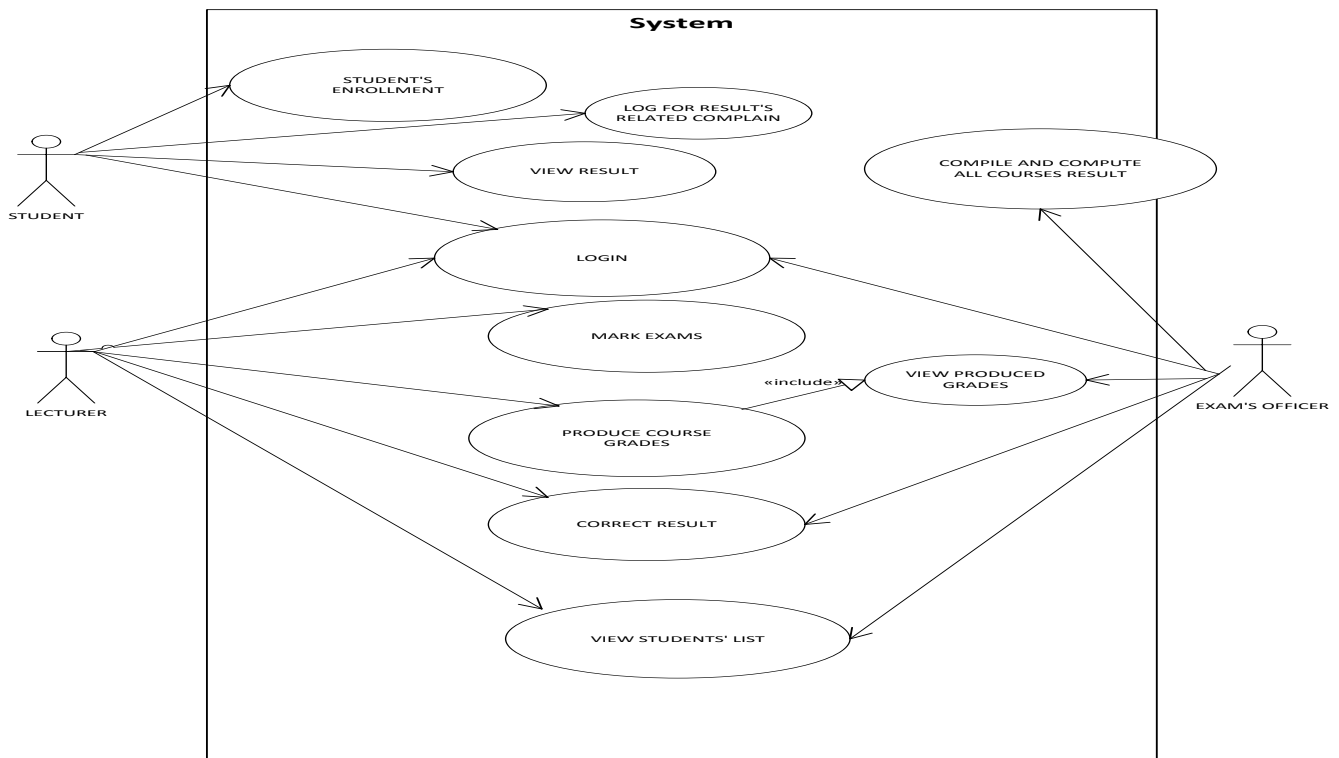 System
STUDENT'S
ENROLLMENT
LOG FOR RESULT'S
RELATED COMPLAIN
VIEW RESULT
COMPILE AND COMPUTE
ALL COURSES RESULT
STUDENT
LOGIN
MARK EXAMS
«include»
VIEW PRODUCED
GRADES
LECTURER
EXAM'S OFFICER
PRODUCE COURSE
GRADES
CORRECT RESULT
VIEW STUDENTS' LIST